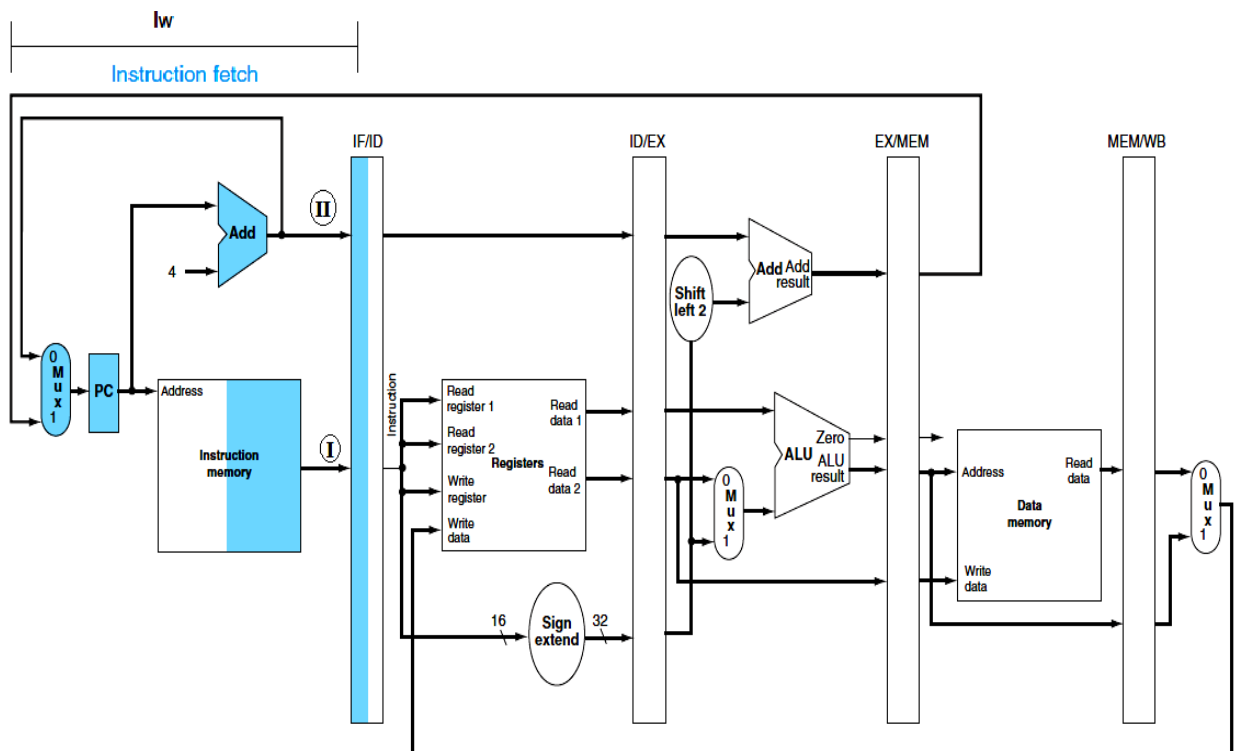 lw
Instruction fetch
IF/ID
ID/EX
EX/MEM
MEM/WB
II
Add
4
Shift
left 2
Add Add
result
0
M
u
x
1
PC
Address
Instruction
memory
I
Instruction
Read
register 1
Read
register 2
Write
register
Write
data
Registers
Read
data 1
Read
data 2
0
M
u
x
1
Zero
ALU ALU
result
Address
Read
data
Data
memory
Write
data
0
M
u
x
1
16
Sign
extend
32